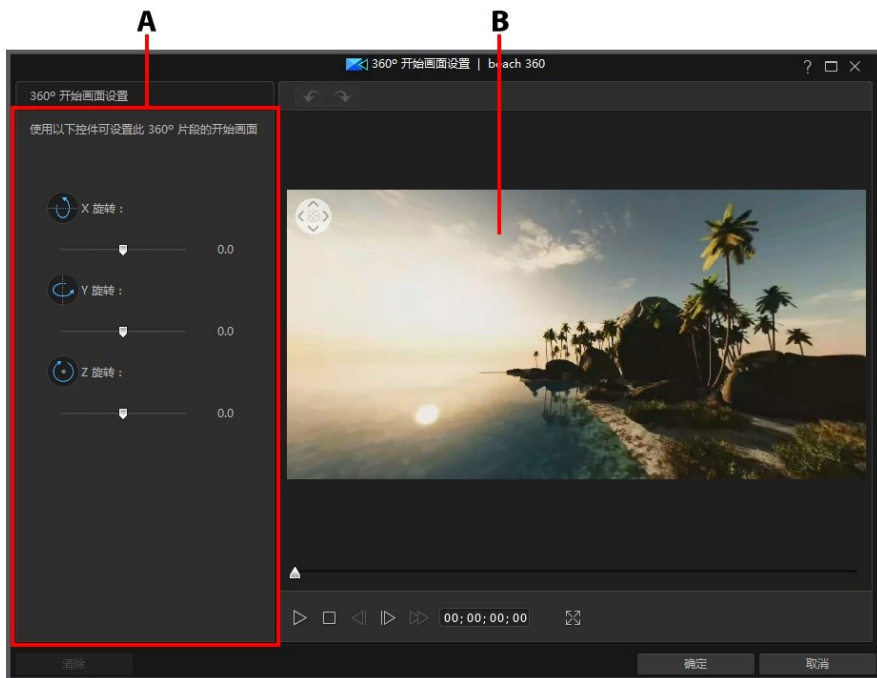 A
B
360º 开始画面设置 | beach 360
360º 开始画面设置
使用以下控件可设置此 360º 片段的开始画面
X 旋转：
0.0
Y 旋转：
0.0
Z 旋转：
0.0
00;00;00;00
清除
确定
取消